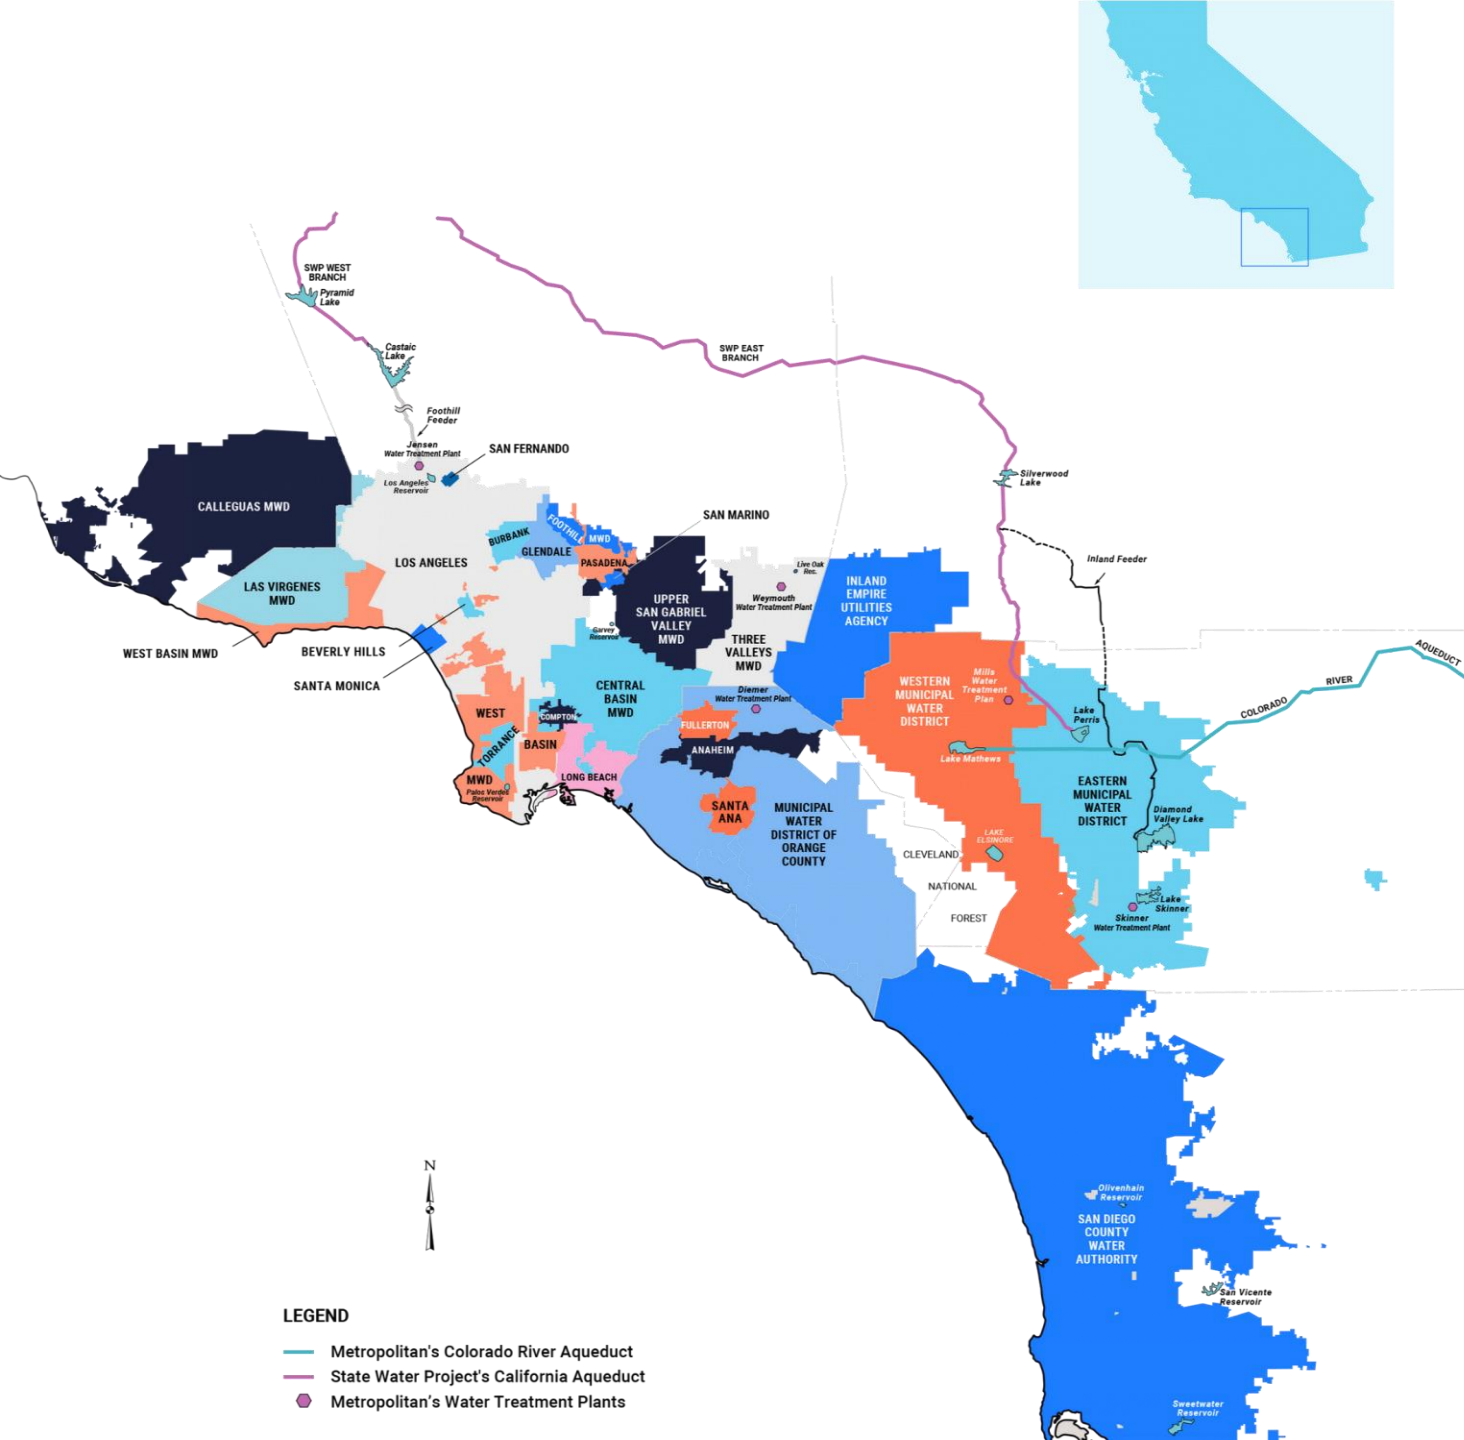 SWP WEST
BRANCH
Pyramid
Lake
Castaic
Lake
SWP EAST
BRANCH
Foothill
Feeder
Jensen
Water Treatment Plant
SAN FERNANDO
Los Angeles
Reservoir
Silverwood
Lake
CALLEGUAS MWD
SAN MARINO
BURBANK
GLENDALE
FOOTHILL
MWD
PASADENA
LOS ANGELES
Inland Feeder
Live Oak
Rec.
LAS VIRGENES
MWD
Weymouth
Water Treatment Plant
INLAND
EMPIRE
UTILITIES
AGENCY
UPPER
SAN GABRIEL
VALLEY
MWD
Garvey
Reservoir
THREE
VALLEYS
MWD
WEST BASIN MWD
BEVERLY HILLS
SANTA MONICA
CENTRAL
BASIN
MWD
Diemer
Water Treatment Plant
WESTERN
MUNICIPAL
WATER
DISTRICT
Mills
Water
Treatment
Plan
AQUEDUCT
RIVER
COLORADO
Lake
Perris
WEST
COMPTON
FULLERTON
TORRANCE
BASIN
ANAHEIM
Lake Mathews
MWD
LONG BEACH
Palos Verdes
Reservoir
SANTA
ANA
MUNICIPAL
WATER
DISTRICT OF
ORANGE
COUNTY
EASTERN
MUNICIPAL
WATER
DISTRICT
Diamond
Valley Lake
LAKE
ELSINORE
CLEVELAND
NATIONAL
FOREST
Lake
Skinner
Skinner
Water Treatment Plant
N
Olivenhain
Reservoir
SAN DIEGO
COUNTY
WATER
AUTHORITY
San Vicente
Reservoir
Sweetwater
Reservoir
LEGEND
Metropolitan's Colorado River Aqueduct
State Water Project's California Aqueduct
Metropolitan's Water Treatment Plants